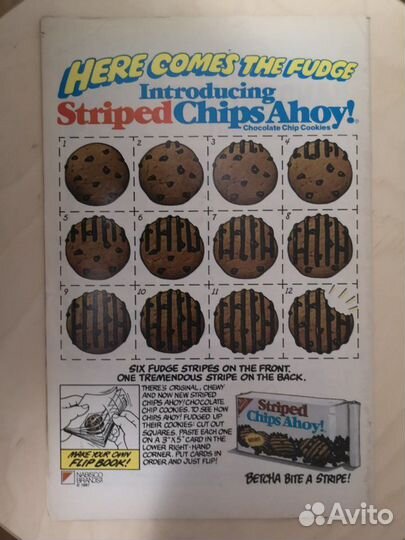 HERE COMES THE FUDGE
Introducing
Striped Chips Ahoy!
Chocolate Chip Cookies
1 2 3 4
5 6 7 8
9 10 11 12
SIX FUDGE STRIPES ON THE FRONT.
ONE TREMENDOUS STRIPE ON THE BACK.
THERE'S ORIGINAL, CHEWY
AND NOW NEW STRIPED
CHIPS AHOY! CHOCOLATE
CHIP COOKIES. TO SEE HOW
CHIPS AHOY! FUDGED UP
THEIR COOKIES: CUT OUT
SQUARES. PASTE EACH ONE
ON A 3"X 5" CARD IN THE
LOWER RIGHT-HAND
CORNER. PUT CARDS IN
ORDER AND JUST FLIP!
MAKE YOUR OWN
FLIP BOOK!
NABISCO
BRANDS
© 1987
Striped
Chips Ahoy!
BETCHA BITE A STRIPE!
Avito